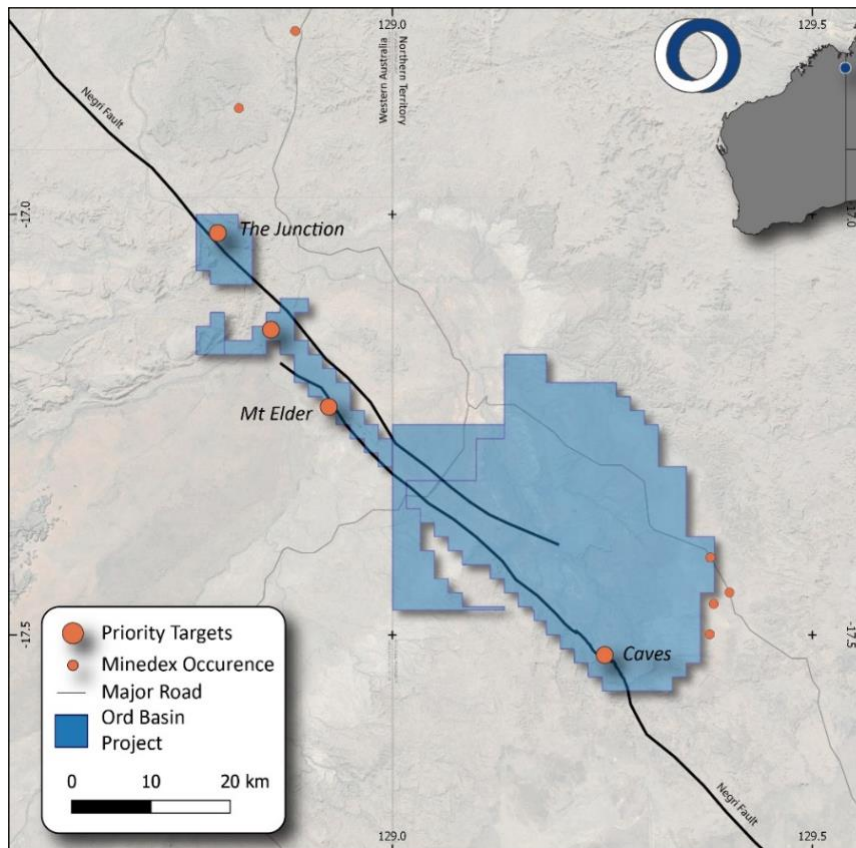 129.0
129.5
Negri Fault
Western Australia
Northern Territory
-17.0
-17.0
The Junction
Mt Elder
-17.5
-17.5
Caves
Priority Targets
Minedex Occurence
Major Road
Ord Basin
Project
0 10 20 km
Negri Fault
129.0
129.5